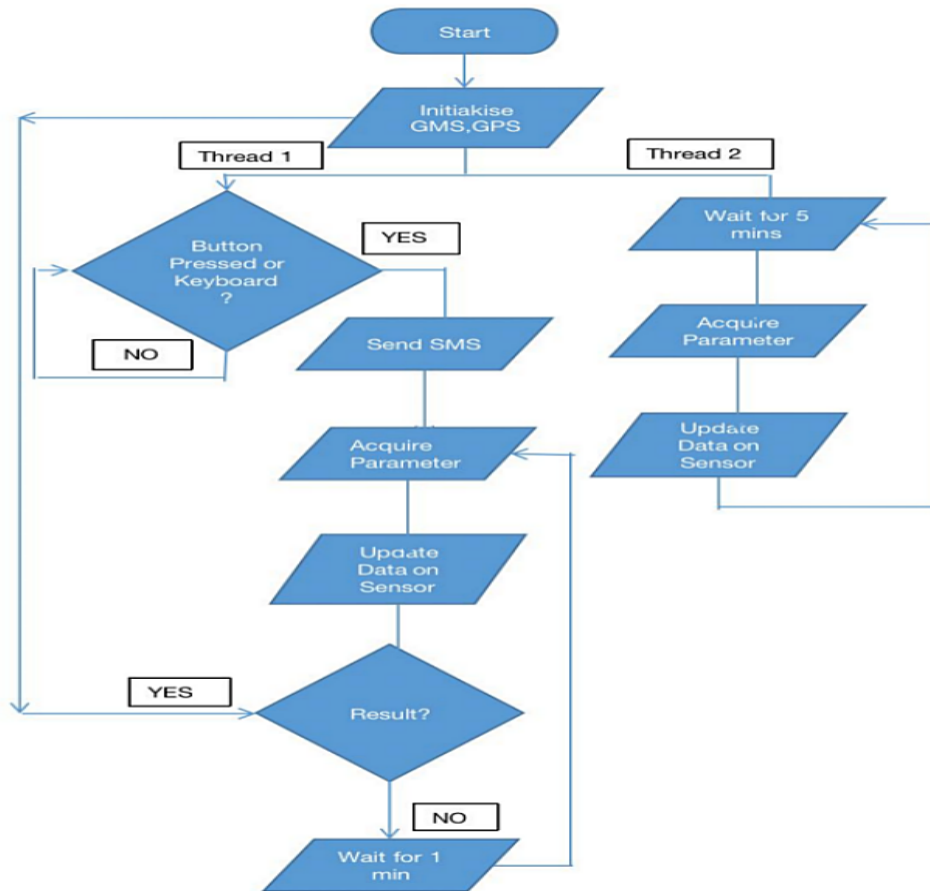 Start
Initiakise
GMS,GPS
Thread 1
Thread 2
Button
Pressed or
Keyboard
?
YES
NO
Send SMS
Acquire
Parameter
Update
Data on
Sensor
YES
Result?
NO
Wait for 1
min
Wait for 5
mins
Acquire
Parameter
Update
Data on
Sensor